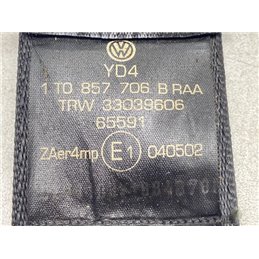 YD4
1T0 857 706 B RAA
TRW 33039606
65591
ZAer4mp E1 040502